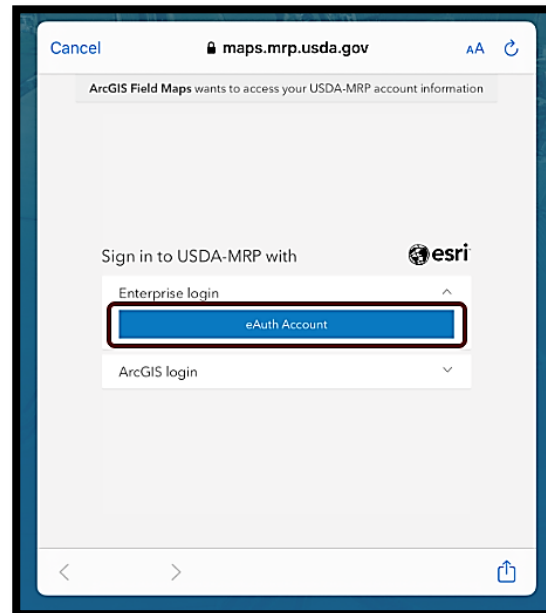 Cancel maps.mrp.usda.gov AA
ArcGIS Field Maps wants to access your USDA-MRP account information
Sign in to USDA-MRP with esri
Enterprise login
eAuth Account
ArcGIS login